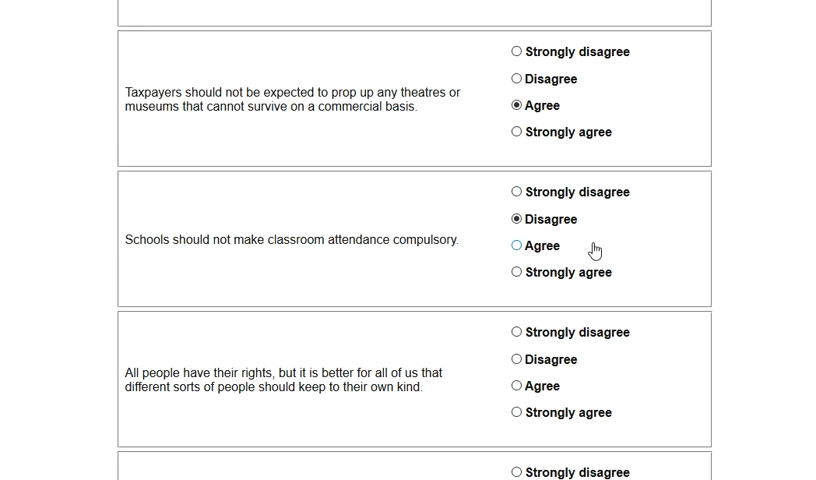 Strongly disagree
Disagree
Taxpayers should not be expected to prop up any theatres or
museums that cannot survive on a commercial basis.
Agree
Strongly agree
Strongly disagree
Disagree
Schools should not make classroom attendance compulsory.
Agree
Strongly agree
Strongly disagree
Disagree
All people have their rights, but it is better for all of us that
different sorts of people should keep to their own kind.
Agree
Strongly agree
Strongly disagree